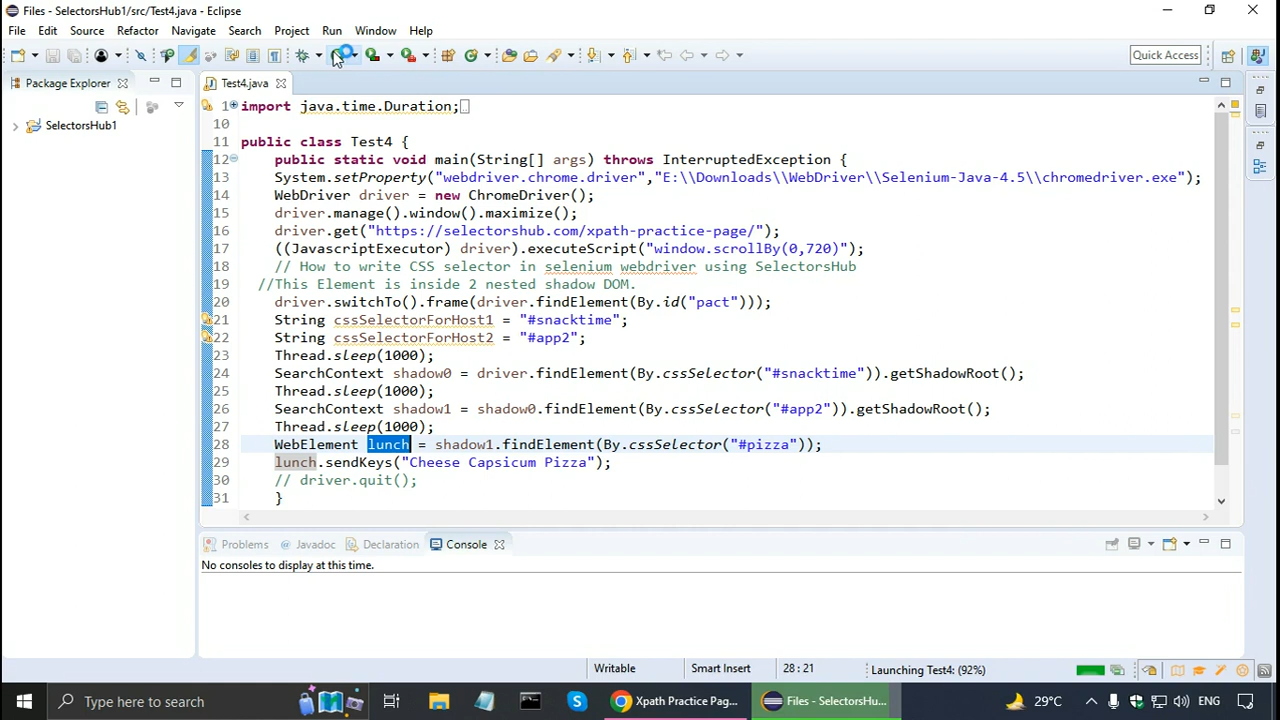 Files - SelectorsHub1/src/Test4.java - Eclipse
File Edit Source Refactor Navigate Search Project Run Window Help
Quick Access
Package Explorer
Test4.java
SelectorsHub1
1 import java.time.Duration;
10
11 public class Test4 {
12 public static void main(String[] args) throws InterruptedException {
13 System.setProperty("webdriver.chrome.driver","E:\\Downloads\\WebDriver\\Selenium-Java-4.5\\chromedriver.exe");
14 WebDriver driver = new ChromeDriver();
15 driver.manage().window().maximize();
16 driver.get("https://selectorshub.com/xpath-practice-page/");
17 ((JavascriptExecutor) driver).executeScript("window.scrollBy(0,720)");
18 // How to write CSS selector in selenium webdriver using SelectorsHub
19 //This Element is inside 2 nested shadow DOM.
20 driver.switchTo().frame(driver.findElement(By.id("pact")));
21 String cssSelectorForHost1 = "#snacktime";
22 String cssSelectorForHost2 = "#app2";
23 Thread.sleep(1000);
24 SearchContext shadow0 = driver.findElement(By.cssSelector("#snacktime")).getShadowRoot();
25 Thread.sleep(1000);
26 SearchContext shadow1 = shadow0.findElement(By.cssSelector("#app2")).getShadowRoot();
27 Thread.sleep(1000);
28 WebElement lunch = shadow1.findElement(By.cssSelector("#pizza"));
29 lunch.sendKeys("Cheese Capsicum Pizza");
30 // driver.quit();
31 }
Problems Javadoc Declaration Console
No consoles to display at this time.
Writable Smart Insert 28 : 21 Launching Test4: (92%)
Type here to search Xpath Practice Pag... Files - SelectorsHu... 29°C ENG